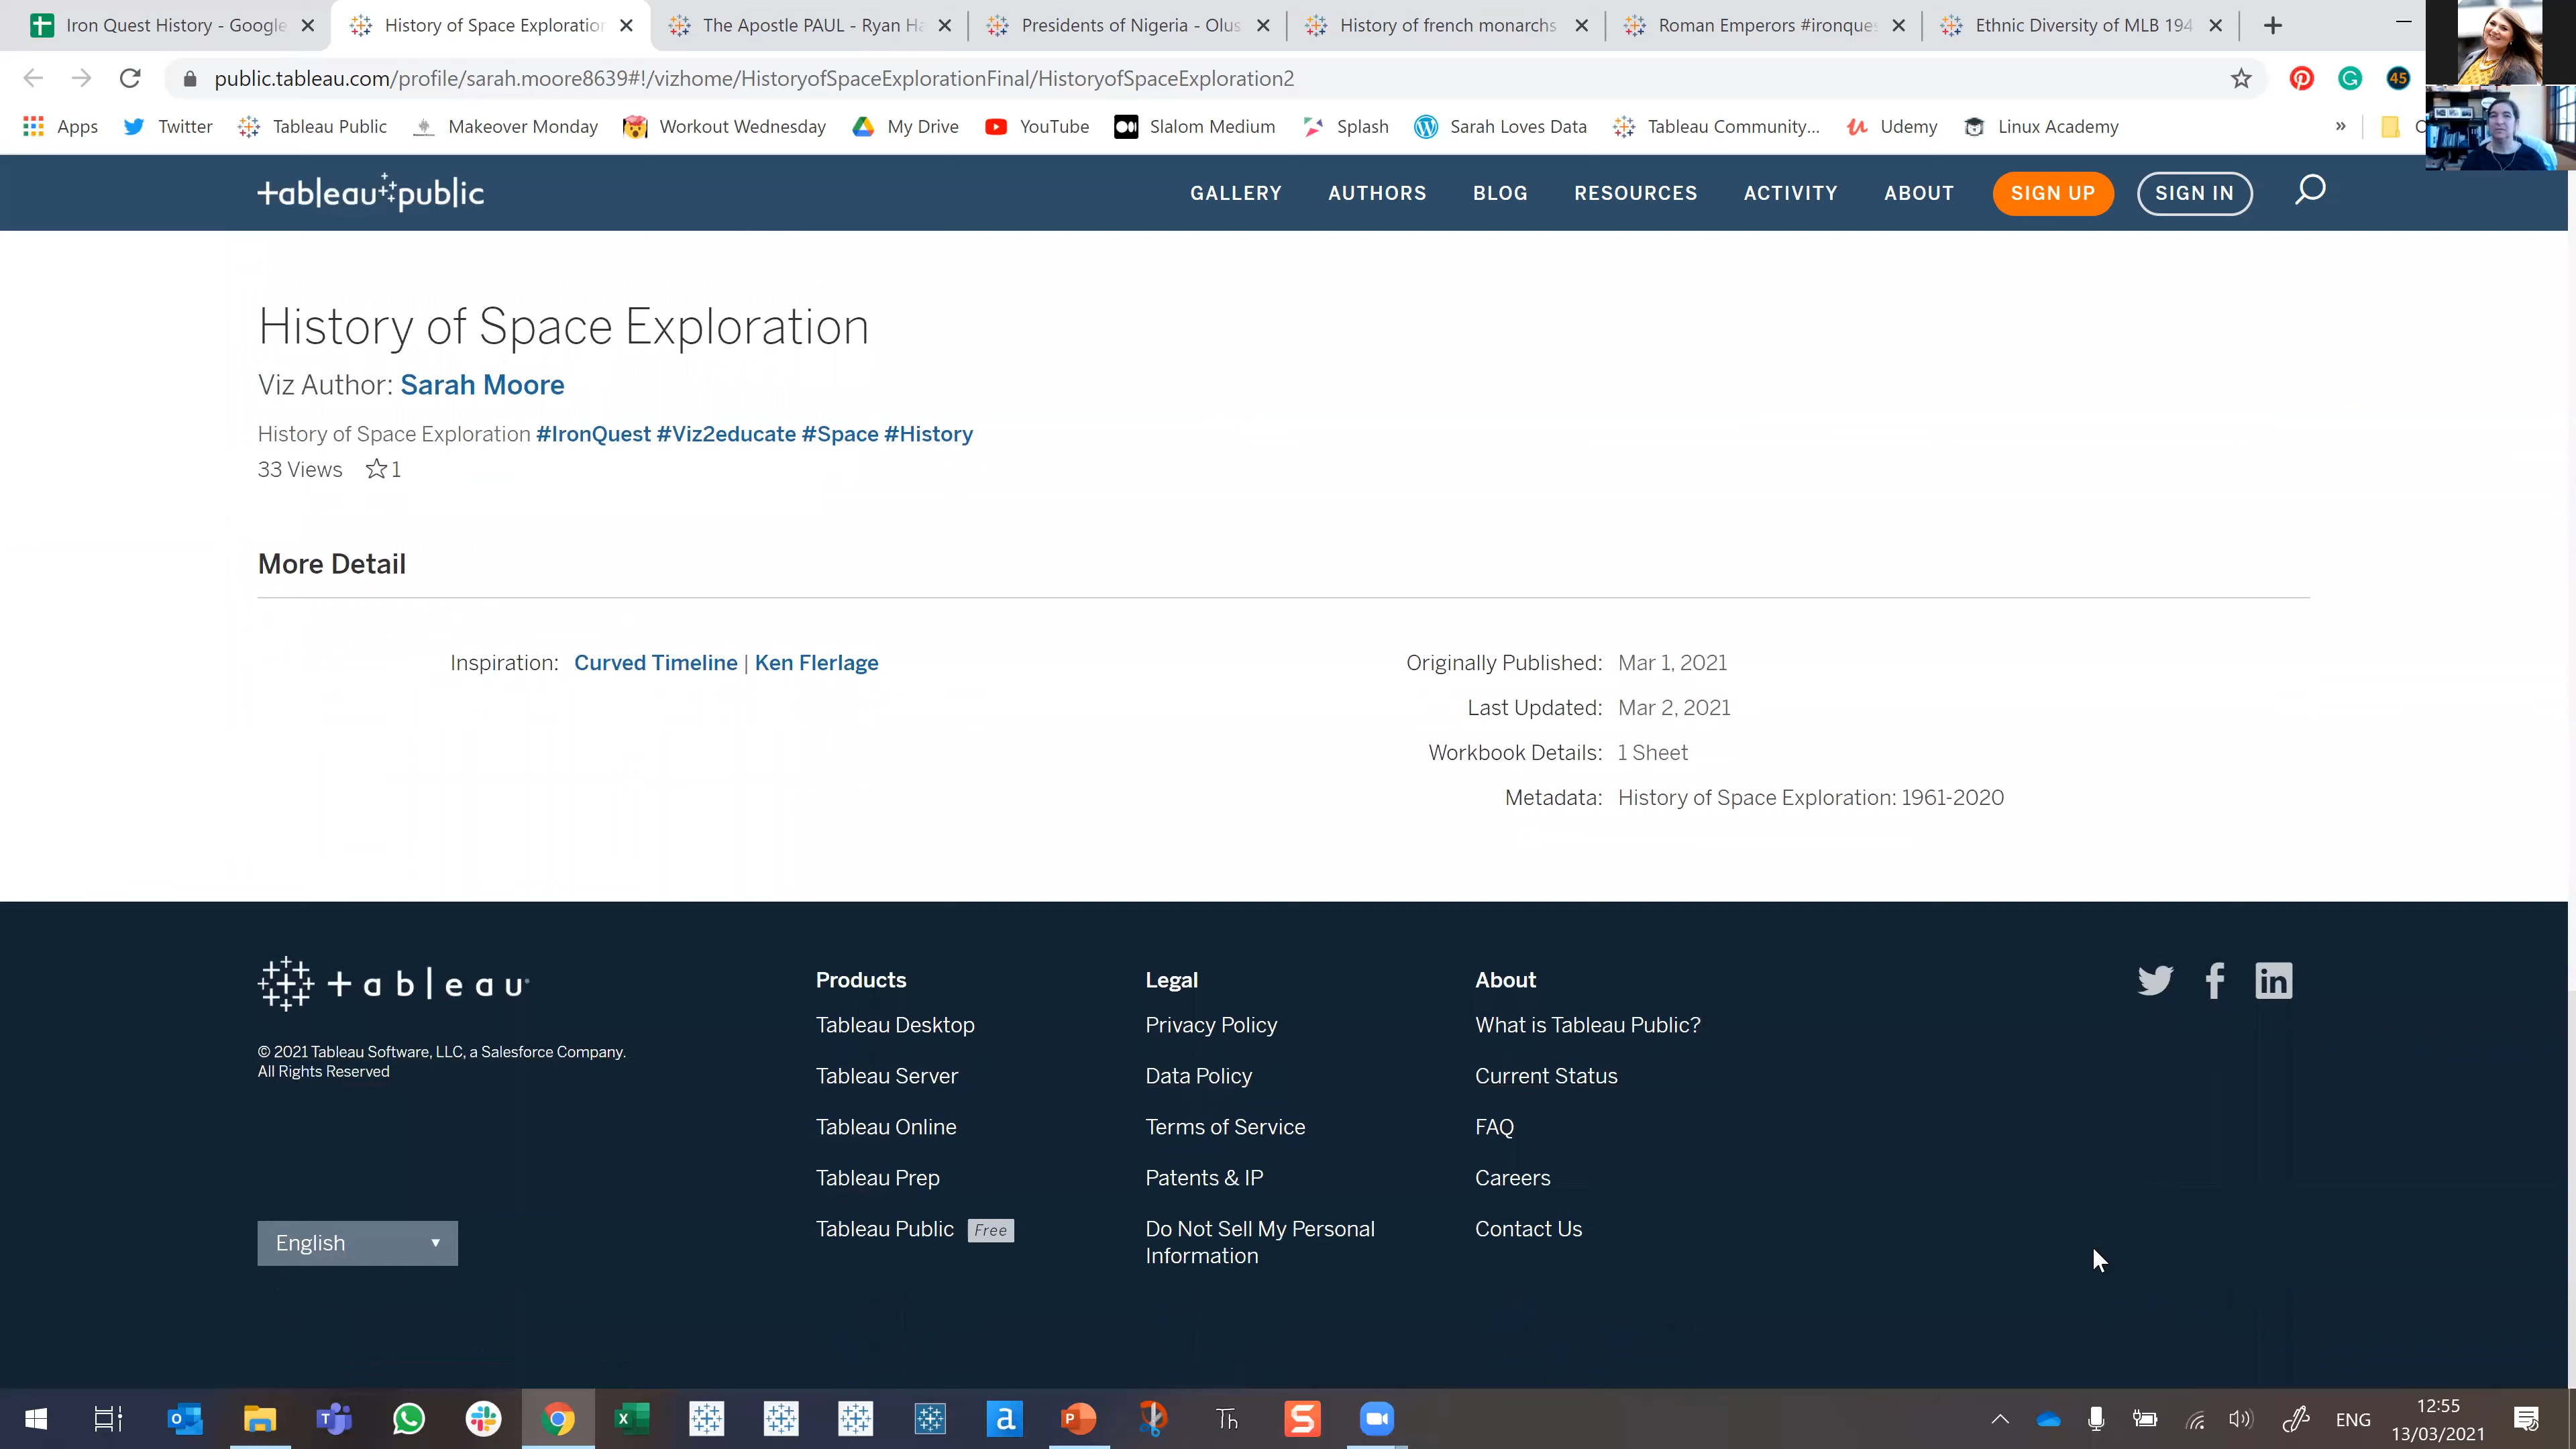 Iron Quest History - Google
History of Space Exploration
The Apostle PAUL - Ryan Ha
Presidents of Nigeria - Olus
History of french monarchs
Roman Emperors #ironques
Ethnic Diversity of MLB 194
public.tableau.com/profile/sarah.moore8639#!/vizhome/HistoryofSpaceExplorationFinal/HistoryofSpaceExploration2
45
Apps
Twitter
Tableau Public
Makeover Monday
Workout Wednesday
My Drive
YouTube
Slalom Medium
Splash
Sarah Loves Data
Tableau Community...
Udemy
Linux Academy
»
tableau public
GALLERY
AUTHORS
BLOG
RESOURCES
ACTIVITY
ABOUT
SIGN UP
SIGN IN
History of Space Exploration
Viz Author: Sarah Moore
History of Space Exploration #IronQuest #Viz2educate #Space #History
33 Views ☆1
More Detail
Inspiration: Curved Timeline | Ken Flerlage
Originally Published: Mar 1, 2021
Last Updated: Mar 2, 2021
Workbook Details: 1 Sheet
Metadata: History of Space Exploration: 1961-2020
tableau
© 2021 Tableau Software, LLC, a Salesforce Company.
All Rights Reserved
English
Products
Tableau Desktop
Tableau Server
Tableau Online
Tableau Prep
Tableau Public Free
Legal
Privacy Policy
Data Policy
Terms of Service
Patents & IP
Do Not Sell My Personal
Information
About
What is Tableau Public?
Current Status
FAQ
Careers
Contact Us
Th
ENG
12:55
13/03/2021